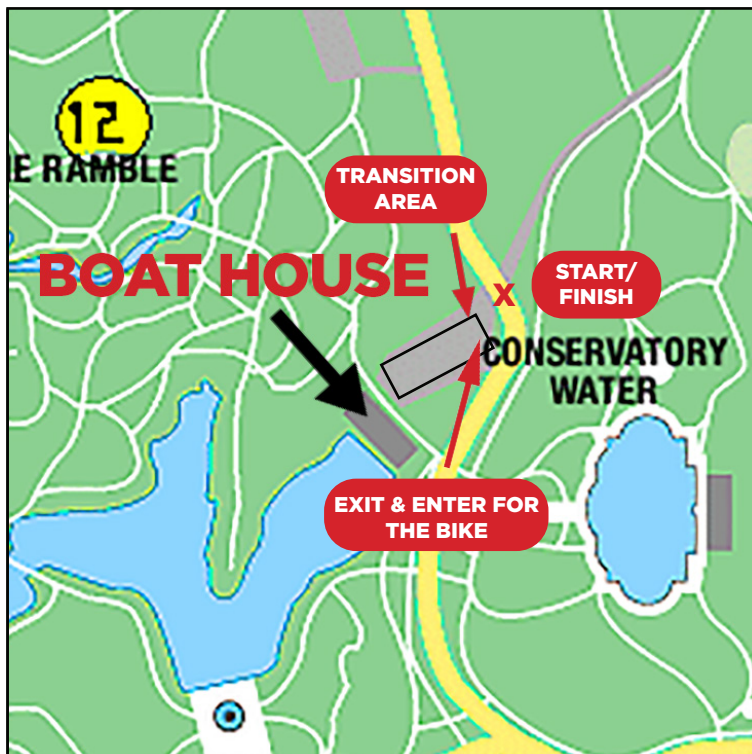 12
E RAMBLE
TRANSITION
AREA
BOAT HOUSE
X
START/
FINISH
CONSERVATORY
WATER
EXIT & ENTER FOR
THE BIKE